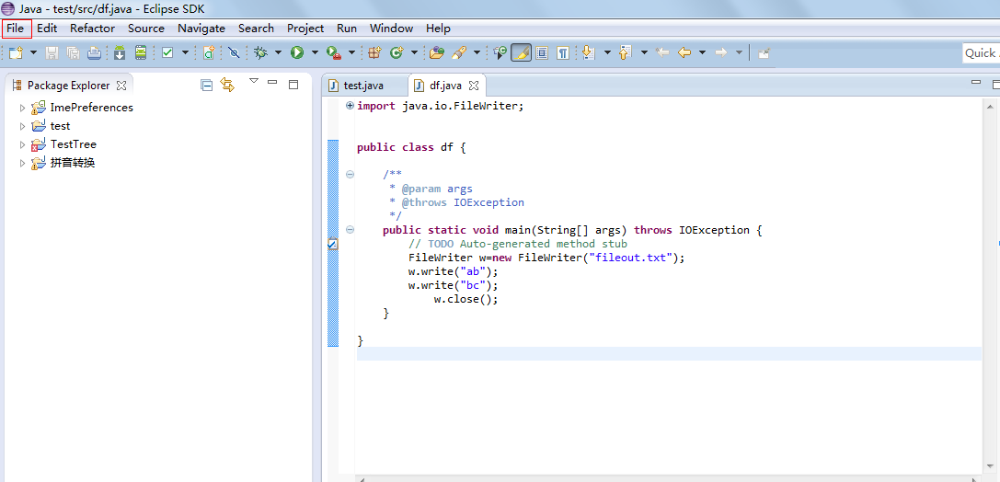 Java - test/src/df.java - Eclipse SDK
File Edit Refactor Source Navigate Search Project Run Window Help
Quick
Package Explorer
test.java df.java
ImePreferences
test
TestTree
拼音转换
import java.io.FileWriter;
public class df {
/**
* @param args
* @throws IOException
*/
public static void main(String[] args) throws IOException {
// TODO Auto-generated method stub
FileWriter w=new FileWriter("fileout.txt");
w.write("ab");
w.write("bc");
w.close();
}
}